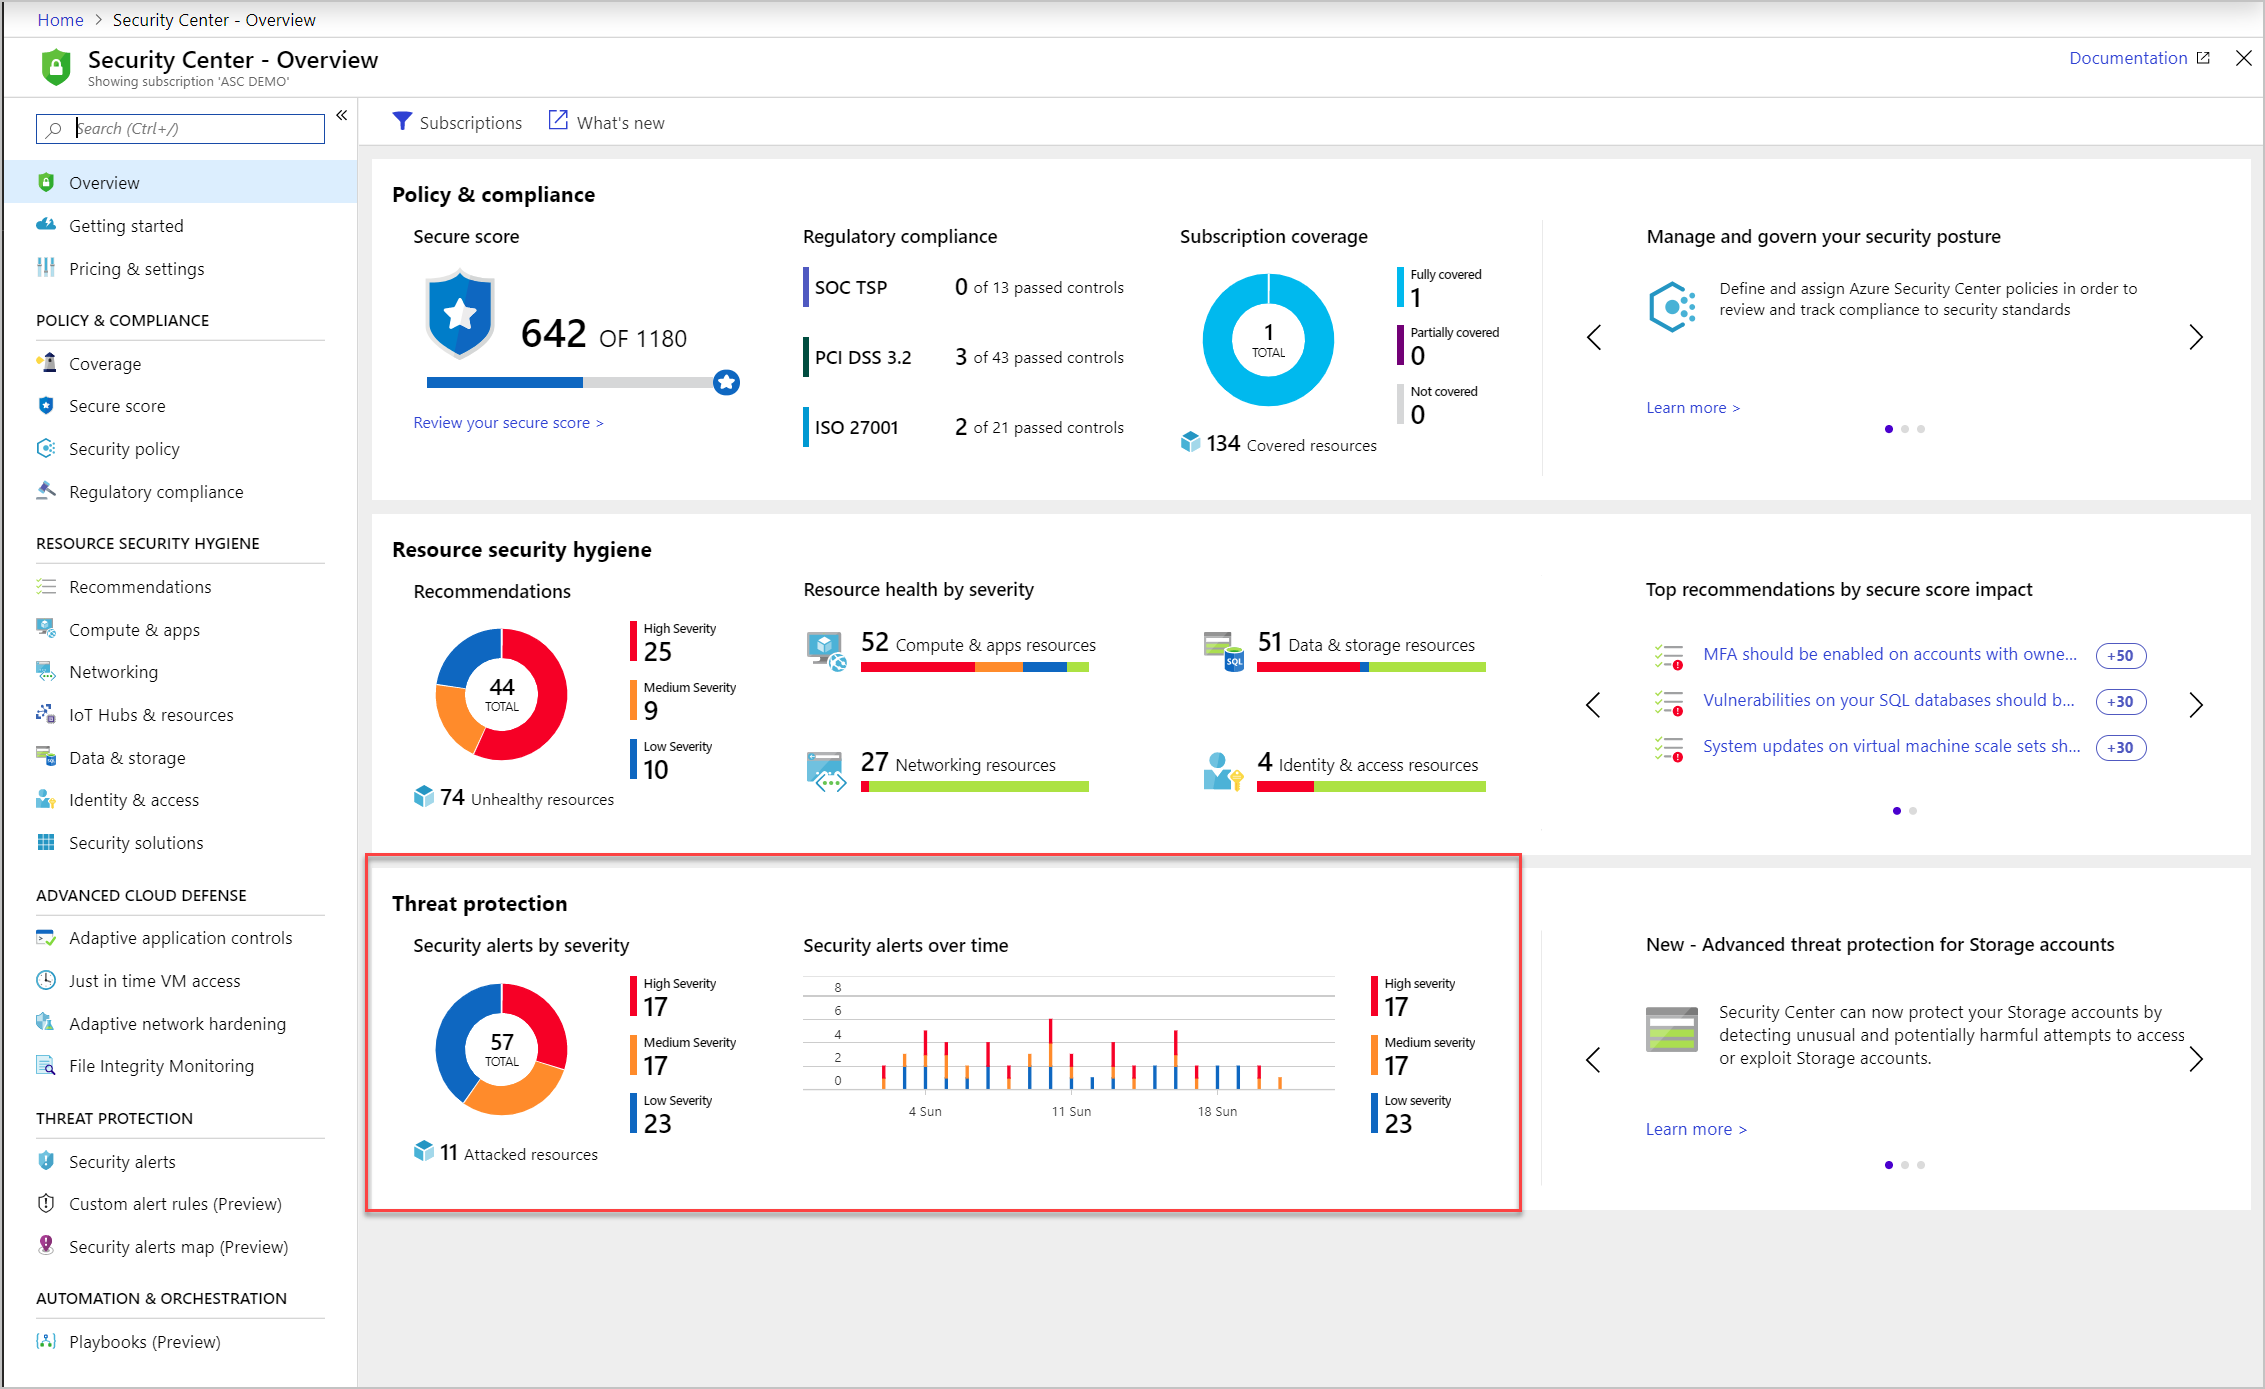 Home > Security Center - Overview
Security Center - Overview
Showing subscription 'ASC DEMO'
Documentation
Search (Ctrl+/)
«
Overview
Getting started
Pricing & settings
POLICY & COMPLIANCE
Coverage
Secure score
Security policy
Regulatory compliance
RESOURCE SECURITY HYGIENE
Recommendations
Compute & apps
Networking
IoT Hubs & resources
Data & storage
Identity & access
Security solutions
ADVANCED CLOUD DEFENSE
Adaptive application controls
Just in time VM access
Adaptive network hardening
File Integrity Monitoring
THREAT PROTECTION
Security alerts
Custom alert rules (Preview)
Security alerts map (Preview)
AUTOMATION & ORCHESTRATION
Playbooks (Preview)
Subscriptions
What's new
Policy & compliance
Secure score
642 OF 1180
Review your secure score >
Regulatory compliance
SOC TSP 0 of 13 passed controls
PCI DSS 3.2 3 of 43 passed controls
ISO 27001 2 of 21 passed controls
Subscription coverage
1
TOTAL
Fully covered
1
Partially covered
0
Not covered
0
134 Covered resources
Manage and govern your security posture
Define and assign Azure Security Center policies in order to
review and track compliance to security standards
Learn more >
Resource security hygiene
Recommendations
44
TOTAL
High Severity
25
Medium Severity
9
Low Severity
10
74 Unhealthy resources
Resource health by severity
52 Compute & apps resources
SQL
51 Data & storage resources
27 Networking resources
4 Identity & access resources
Top recommendations by secure score impact
MFA should be enabled on accounts with owne... +50
Vulnerabilities on your SQL databases should b... +30
System updates on virtual machine scale sets sh... +30
Threat protection
Security alerts by severity
57
TOTAL
High Severity
17
Medium Severity
17
Low Severity
23
11 Attacked resources
Security alerts over time
8
6
4
2
0
4 Sun
11 Sun
18 Sun
High severity
17
Medium severity
17
Low severity
23
New - Advanced threat protection for Storage accounts
Security Center can now protect your Storage accounts by
detecting unusual and potentially harmful attempts to access
or exploit Storage accounts.
Learn more >